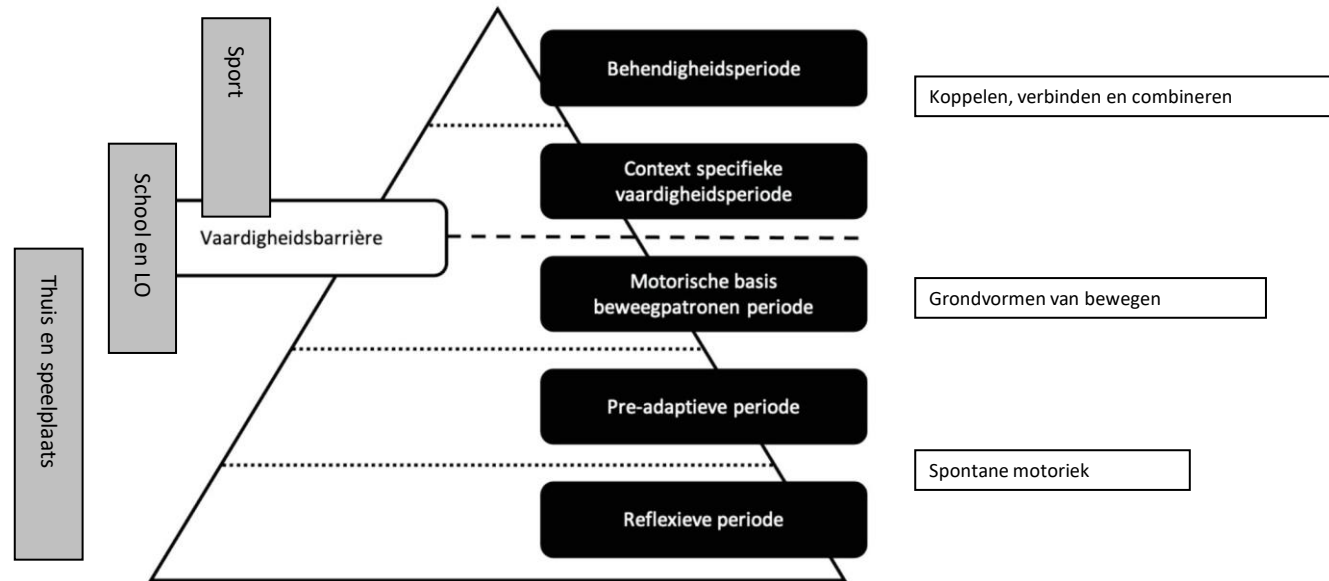 Sport
School en LO
Thuis en speelplaats
Vaardigheidsbarrière
Behendigheidsperiode
Context specifieke
vaardigheidsperiode
Motorische basis
beweegpatronen periode
Pre-adaptieve periode
Reflexieve periode
Koppelen, verbinden en combineren
Grondvormen van bewegen
Spontane motoriek